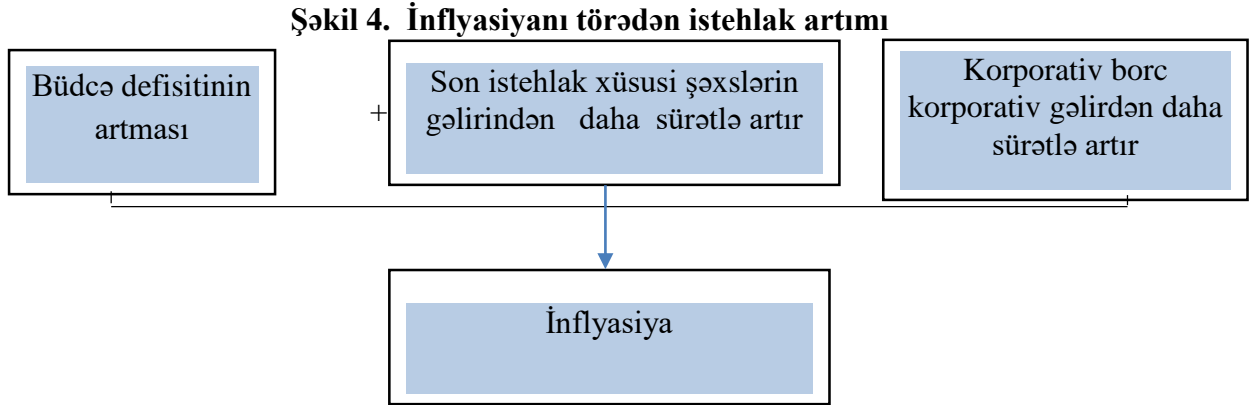 Şəkil 4. İnflyasiyanı törədən istehlak artımı
Büdcə defisitinin
artması
+
Son istehlak xüsusi şəxslərin
gəlirindən daha sürətlə artır
Korporativ borc
korporativ gəlirdən daha
sürətlə artır
İnflyasiya